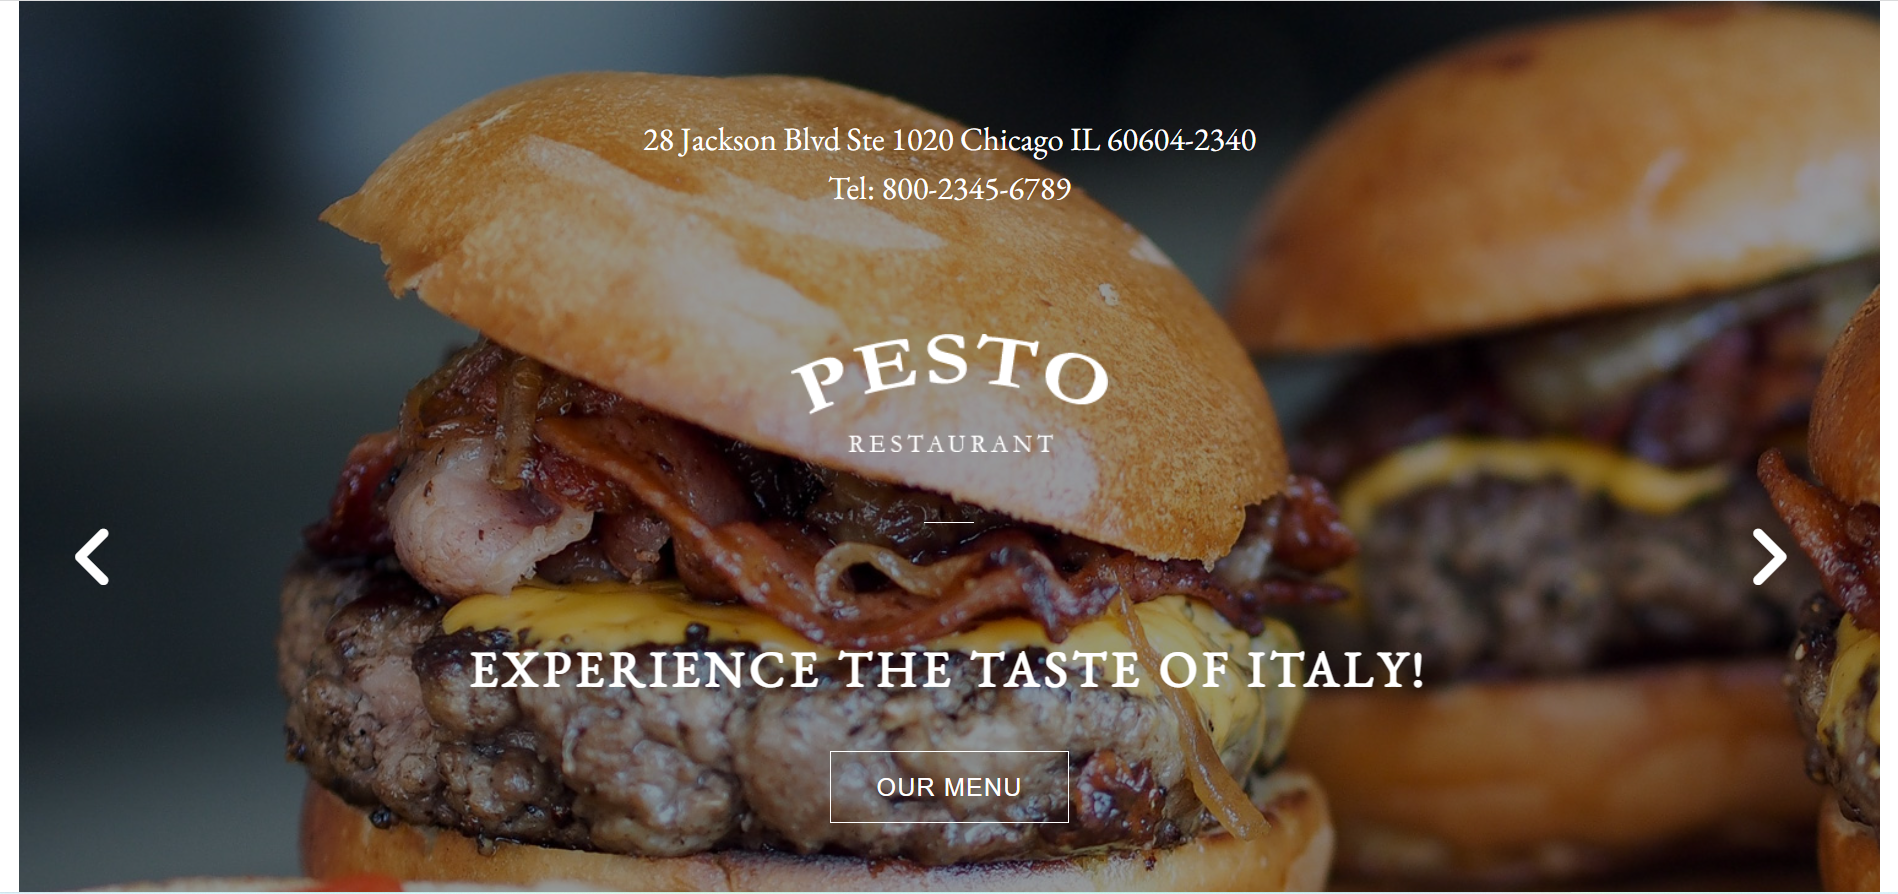 28 Jackson Blvd Ste 1020 Chicago IL 60604-2340
Tel: 800-2345-6789
PESTO
RESTAURANT
EXPERIENCE THE TASTE OF ITALY!
OUR MENU